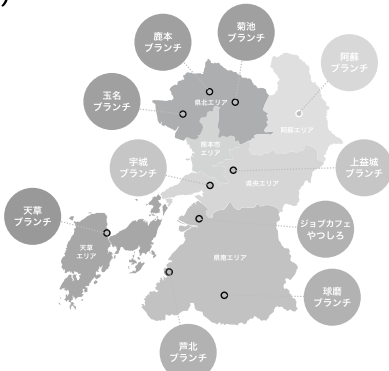 )
鹿本
ブランチ
菊池
ブランチ
阿蘇
ブランチ
玉名
ブランチ
県北エリア
阿蘇エリア
熊本市
エリア
宇城
ブランチ
上益城
ブランチ
県央エリア
天草
ブランチ
ジョブカフェ
やつしろ
天草
エリア
県南エリア
球磨
ブランチ
芦北
ブランチ